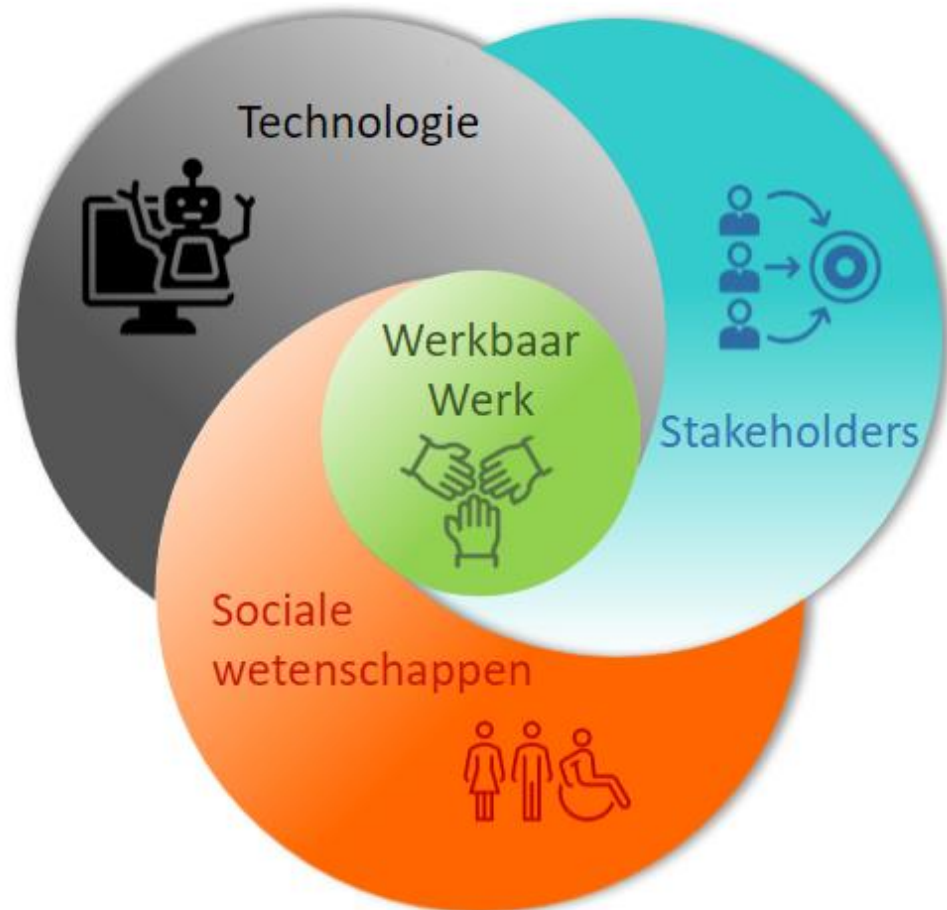 Technologie
Werkbaar
Werk
Stakeholders
Sociale
wetenschappen